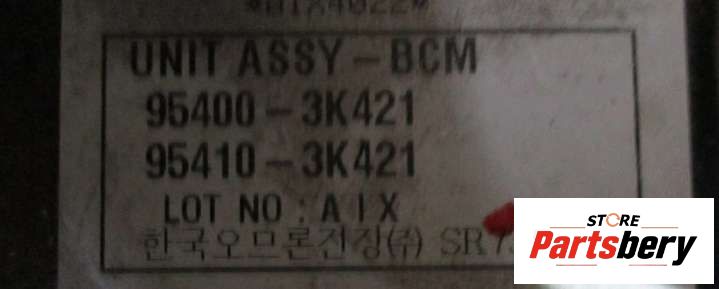 UNIT ASSY-BCM
95400-3K421
95410-3K421
LOT NO : A I X
한국오므론전장(주) SR
STORE
Partsbery